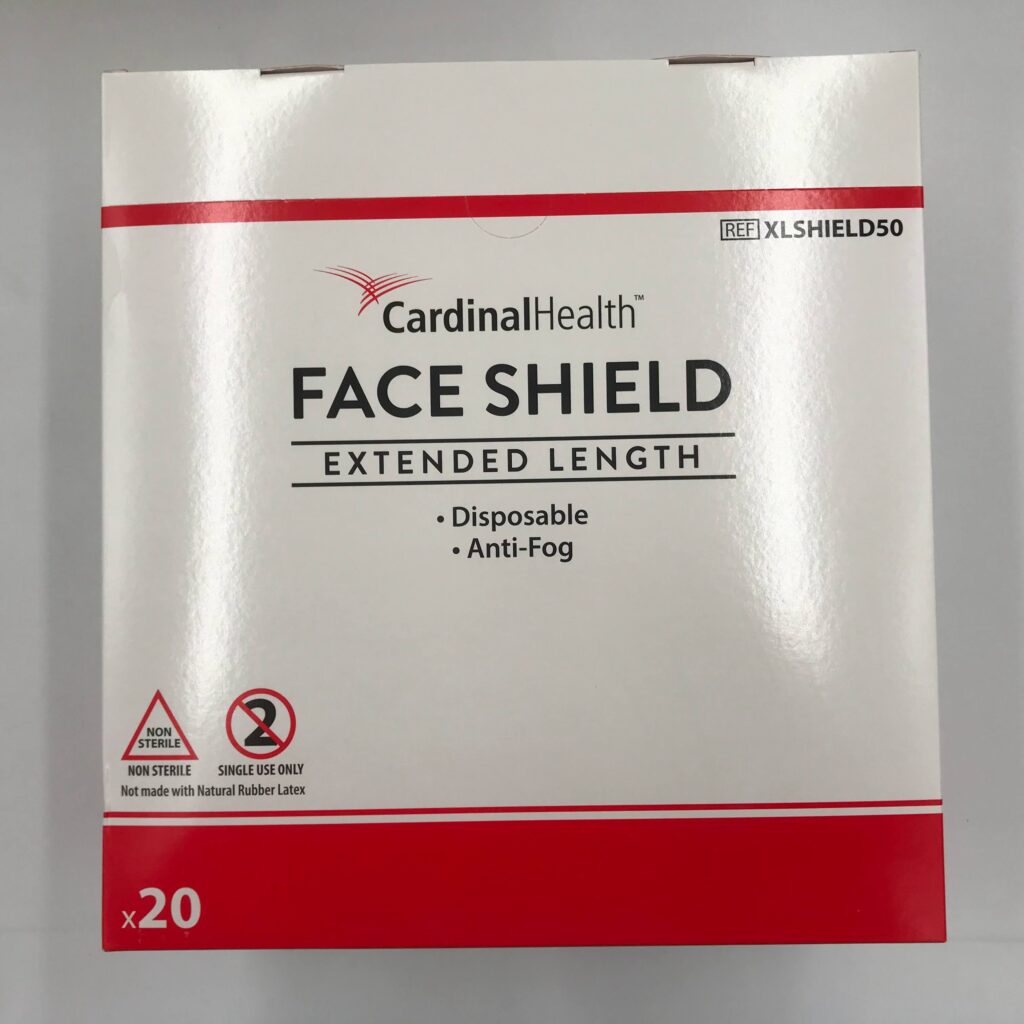 REF XLSHIELD50
CardinalHealth™
FACE SHIELD
EXTENDED LENGTH
• Disposable
• Anti-Fog
NON
STERILE
2
NON STERILE
SINGLE USE ONLY
Not made with Natural Rubber Latex
x20